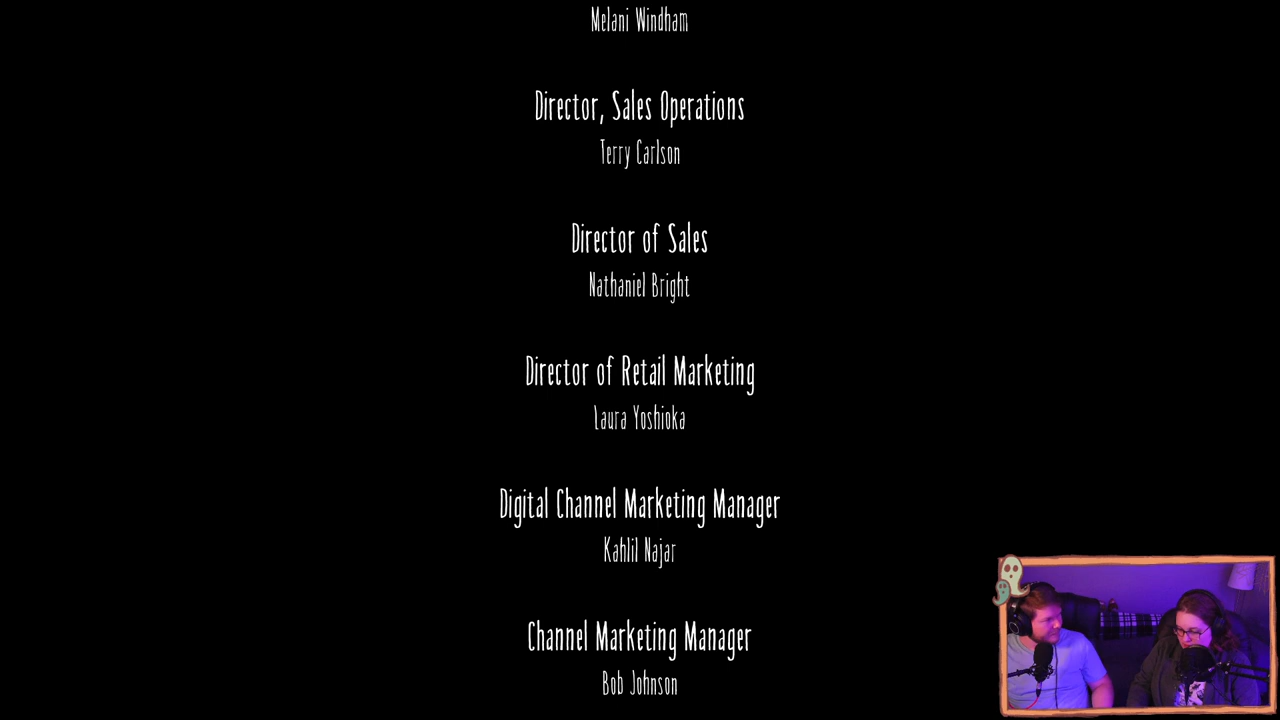 Melani Windham
Director, Sales Operations
Terry Carlson
Director of Sales
Nathaniel Bright
Director of Retail Marketing
Laura Yoshioka
Digital Channel Marketing Manager
Kahlil Najar
Channel Marketing Manager
Bob Johnson